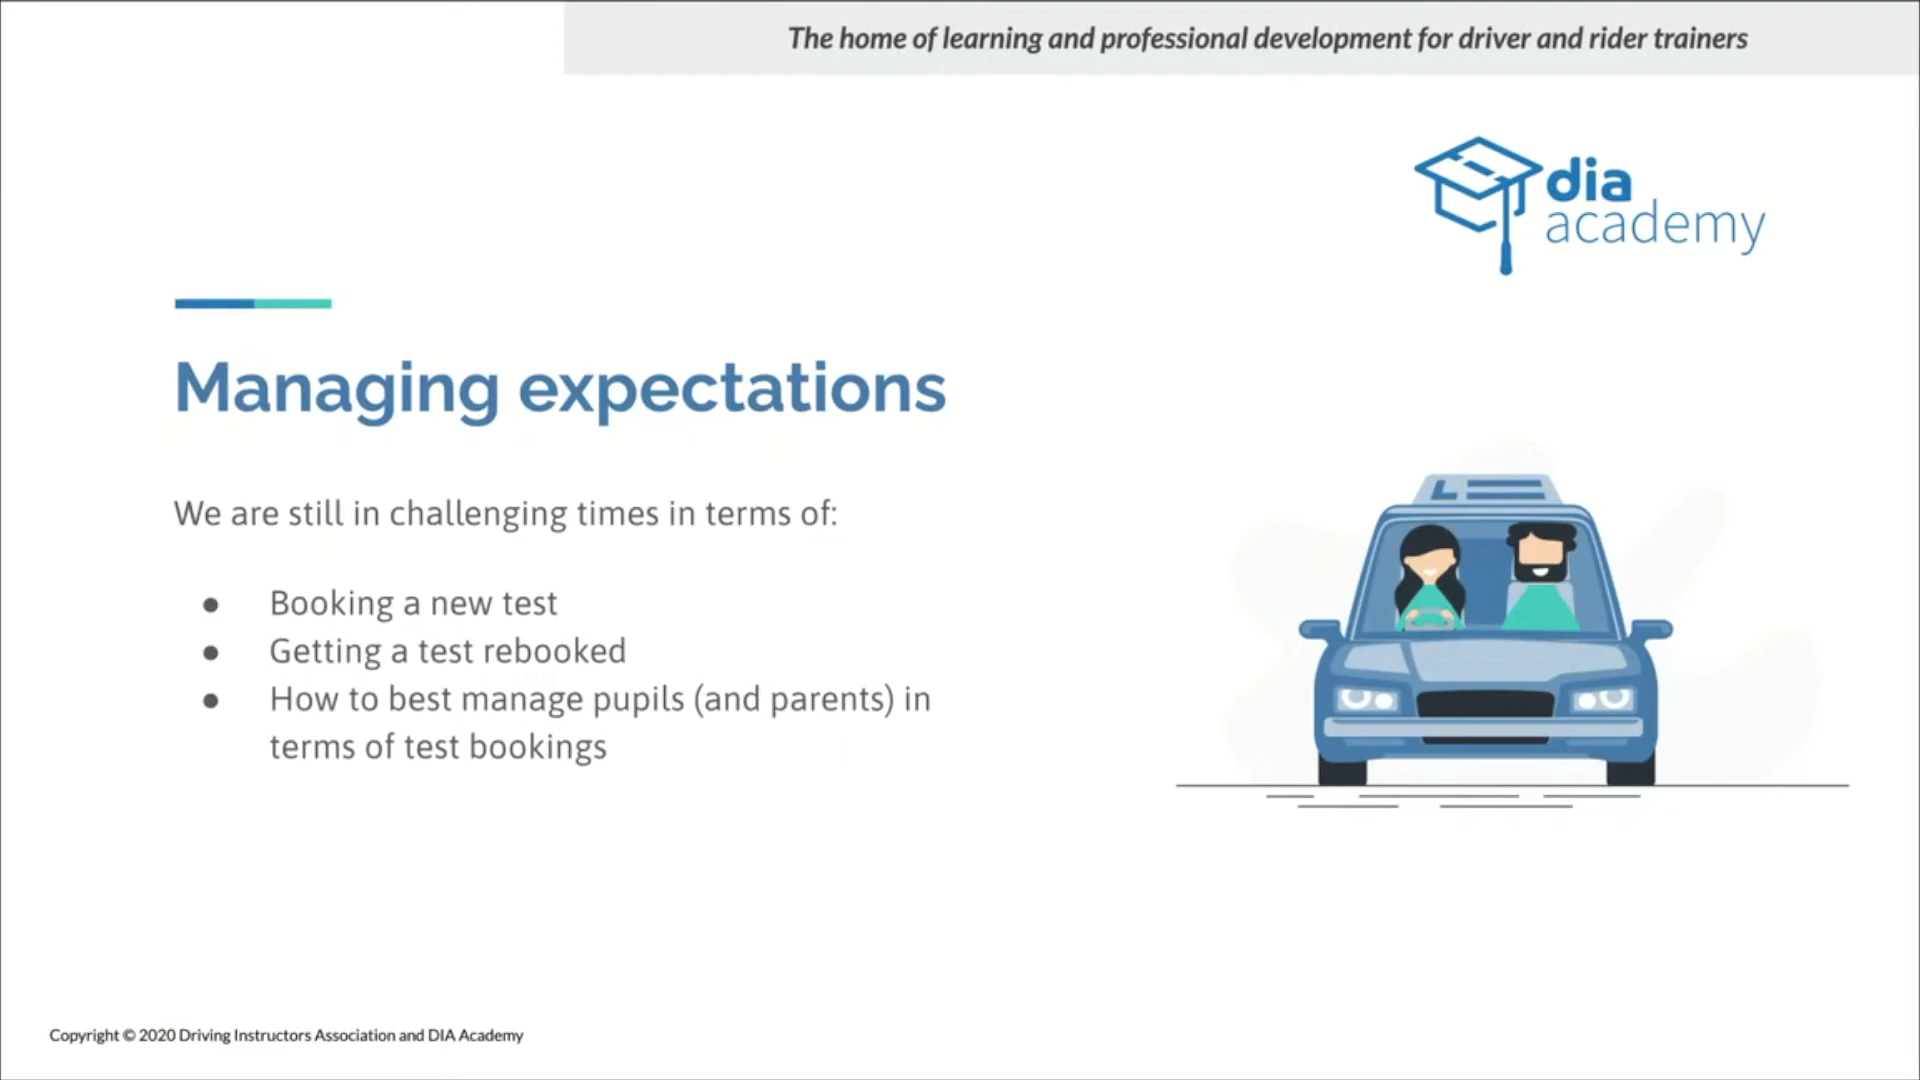 The home of learning and professional development for driver and rider trainers
dia
academy
Managing expectations
We are still in challenging times in terms of:
● Booking a new test
● Getting a test rebooked
● How to best manage pupils (and parents) in
terms of test bookings
Copyright © 2020 Driving Instructors Association and DIA Academy